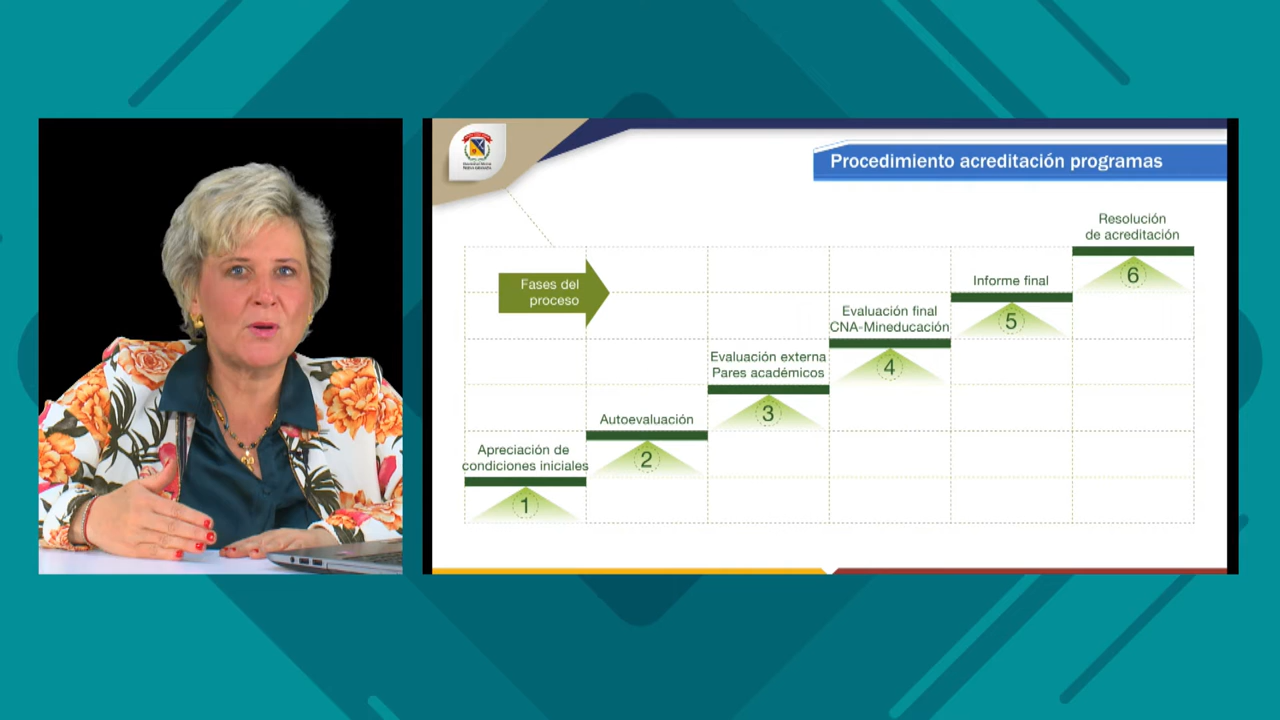 Procedimiento acreditación programas
Fases del
proceso
Apreciación de
condiciones iniciales
1
Autoevaluación
2
Evaluación externa
Pares académicos
3
Evaluación final
CNA-Mineducación
4
Informe final
5
Resolución
de acreditación
6